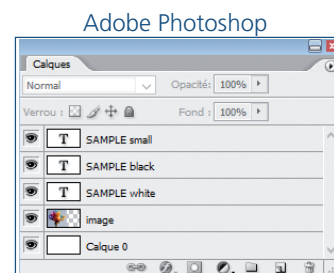 Adobe Photoshop
Calques
Normal Opacité: 100%
Verrou : Fond : 100%
T SAMPLE small
T SAMPLE black
T SAMPLE white
image
Calque 0